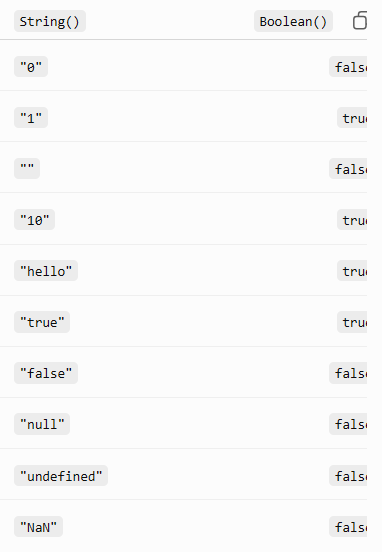 String() Boolean()
"0" fals
"1" tru
"" fals
"10" tru
"hello" tru
"true" tru
"false" fals
"null" fals
"undefined" fals
"NaN" fals